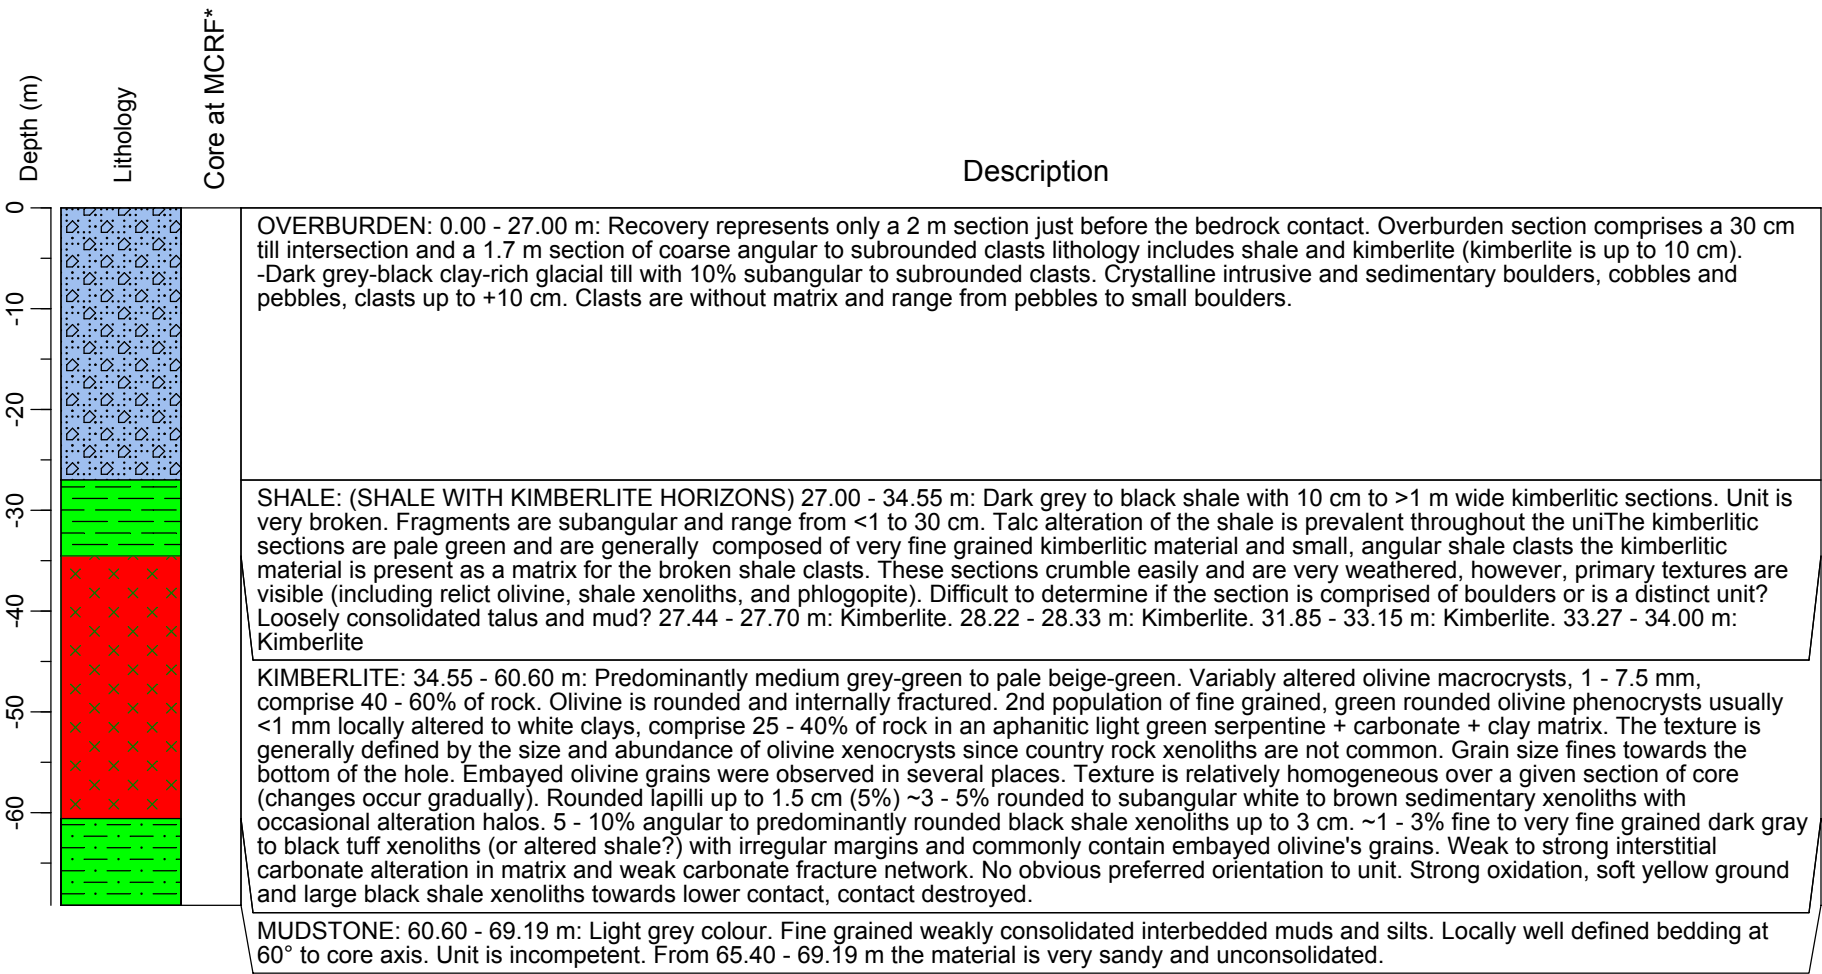 Depth (m)
Lithology
Core at MCRF*
Description
0
-10
-20
-30
-40
-50
-60
OVERBURDEN: 0.00 - 27.00 m: Recovery represents only a 2 m section just before the bedrock contact. Overburden section comprises a 30 cm
till intersection and a 1.7 m section of coarse angular to subrounded clasts lithology includes shale and kimberlite (kimberlite is up to 10 cm).
-Dark grey-black clay-rich glacial till with 10% subangular to subrounded clasts. Crystalline intrusive and sedimentary boulders, cobbles and
pebbles, clasts up to +10 cm. Clasts are without matrix and range from pebbles to small boulders.
SHALE: (SHALE WITH KIMBERLITE HORIZONS) 27.00 - 34.55 m: Dark grey to black shale with 10 cm to >1 m wide kimberlitic sections. Unit is
very broken. Fragments are subangular and range from <1 to 30 cm. Talc alteration of the shale is prevalent throughout the uniThe kimberlitic
sections are pale green and are generally  composed of very fine grained kimberlitic material and small, angular shale clasts the kimberlitic
material is present as a matrix for the broken shale clasts. These sections crumble easily and are very weathered, however, primary textures are
visible (including relict olivine, shale xenoliths, and phlogopite). Difficult to determine if the section is comprised of boulders or is a distinct unit?
Loosely consolidated talus and mud? 27.44 - 27.70 m: Kimberlite. 28.22 - 28.33 m: Kimberlite. 31.85 - 33.15 m: Kimberlite. 33.27 - 34.00 m:
Kimberlite
KIMBERLITE: 34.55 - 60.60 m: Predominantly medium grey-green to pale beige-green. Variably altered olivine macrocrysts, 1 - 7.5 mm,
comprise 40 - 60% of rock. Olivine is rounded and internally fractured. 2nd population of fine grained, green rounded olivine phenocrysts usually
<1 mm locally altered to white clays, comprise 25 - 40% of rock in an aphanitic light green serpentine + carbonate + clay matrix. The texture is
generally defined by the size and abundance of olivine xenocrysts since country rock xenoliths are not common. Grain size fines towards the
bottom of the hole. Embayed olivine grains were observed in several places. Texture is relatively homogeneous over a given section of core
(changes occur gradually). Rounded lapilli up to 1.5 cm (5%) ~3 - 5% rounded to subangular white to brown sedimentary xenoliths with
occasional alteration halos. 5 - 10% angular to predominantly rounded black shale xenoliths up to 3 cm. ~1 - 3% fine to very fine grained dark gray
to black tuff xenoliths (or altered shale?) with irregular margins and commonly contain embayed olivine's grains. Weak to strong interstitial
carbonate alteration in matrix and weak carbonate fracture network. No obvious preferred orientation to unit. Strong oxidation, soft yellow ground
and large black shale xenoliths towards lower contact, contact destroyed.
MUDSTONE: 60.60 - 69.19 m: Light grey colour. Fine grained weakly consolidated interbedded muds and silts. Locally well defined bedding at
60° to core axis. Unit is incompetent. From 65.40 - 69.19 m the material is very sandy and unconsolidated.